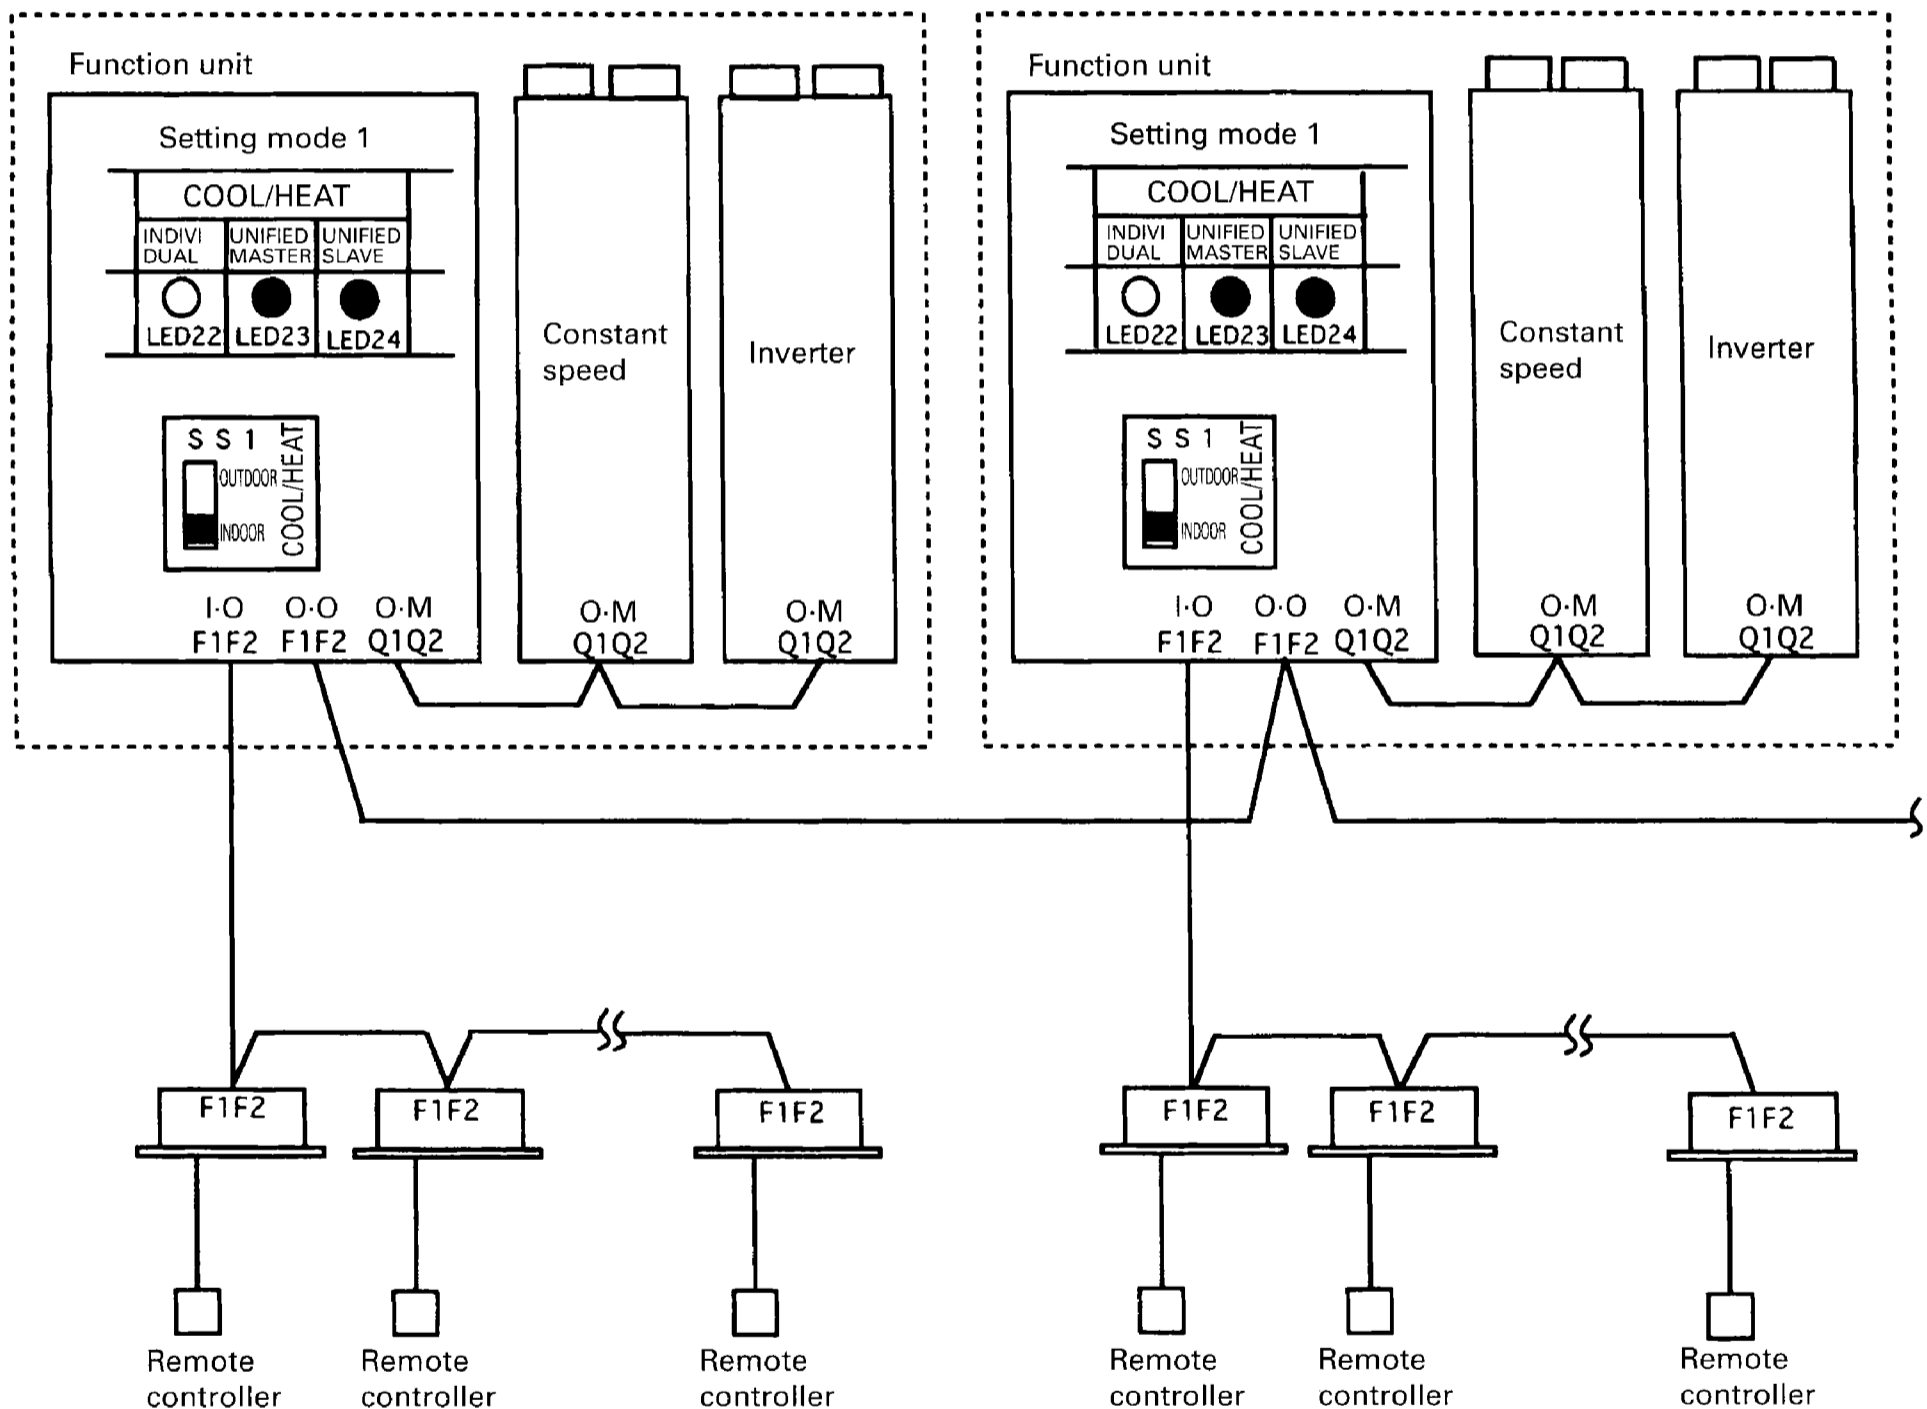 Function unit
Setting mode 1
COOL/HEAT
INDIVI
DUAL
UNIFIED
MASTER
UNIFIED
SLAVE
LED22
LED23
LED24
S S 1
OUTDOOR
INDOOR
COOL/HEAT
I·O
F1F2
O·O
F1F2
O·M
Q1Q2
Constant
speed
O·M
Q1Q2
Inverter
O·M
Q1Q2
Function unit
Setting mode 1
COOL/HEAT
INDIVI
DUAL
UNIFIED
MASTER
UNIFIED
SLAVE
LED22
LED23
LED24
S S 1
OUTDOOR
INDOOR
COOL/HEAT
I·O
F1F2
O·O
F1F2
O·M
Q1Q2
Constant
speed
O·M
Q1Q2
Inverter
O·M
Q1Q2
F1F2
F1F2
F1F2
F1F2
F1F2
F1F2
Remote
controller
Remote
controller
Remote
controller
Remote
controller
Remote
controller
Remote
controller